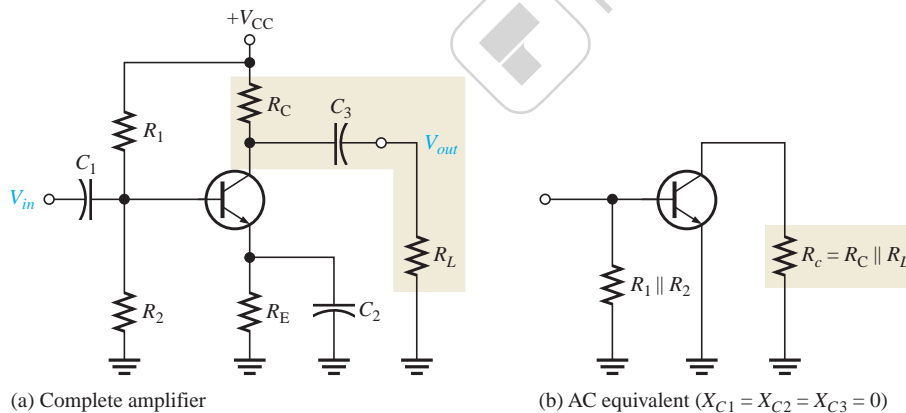 +V_CC
R_C
C_3
R_1
V_out
C_1
V_in
R_L
R_c = R_C || R_L
R_1 || R_2
R_2
R_E
C_2
(a) Complete amplifier
(b) AC equivalent (X_C1 = X_C2 = X_C3 = 0)